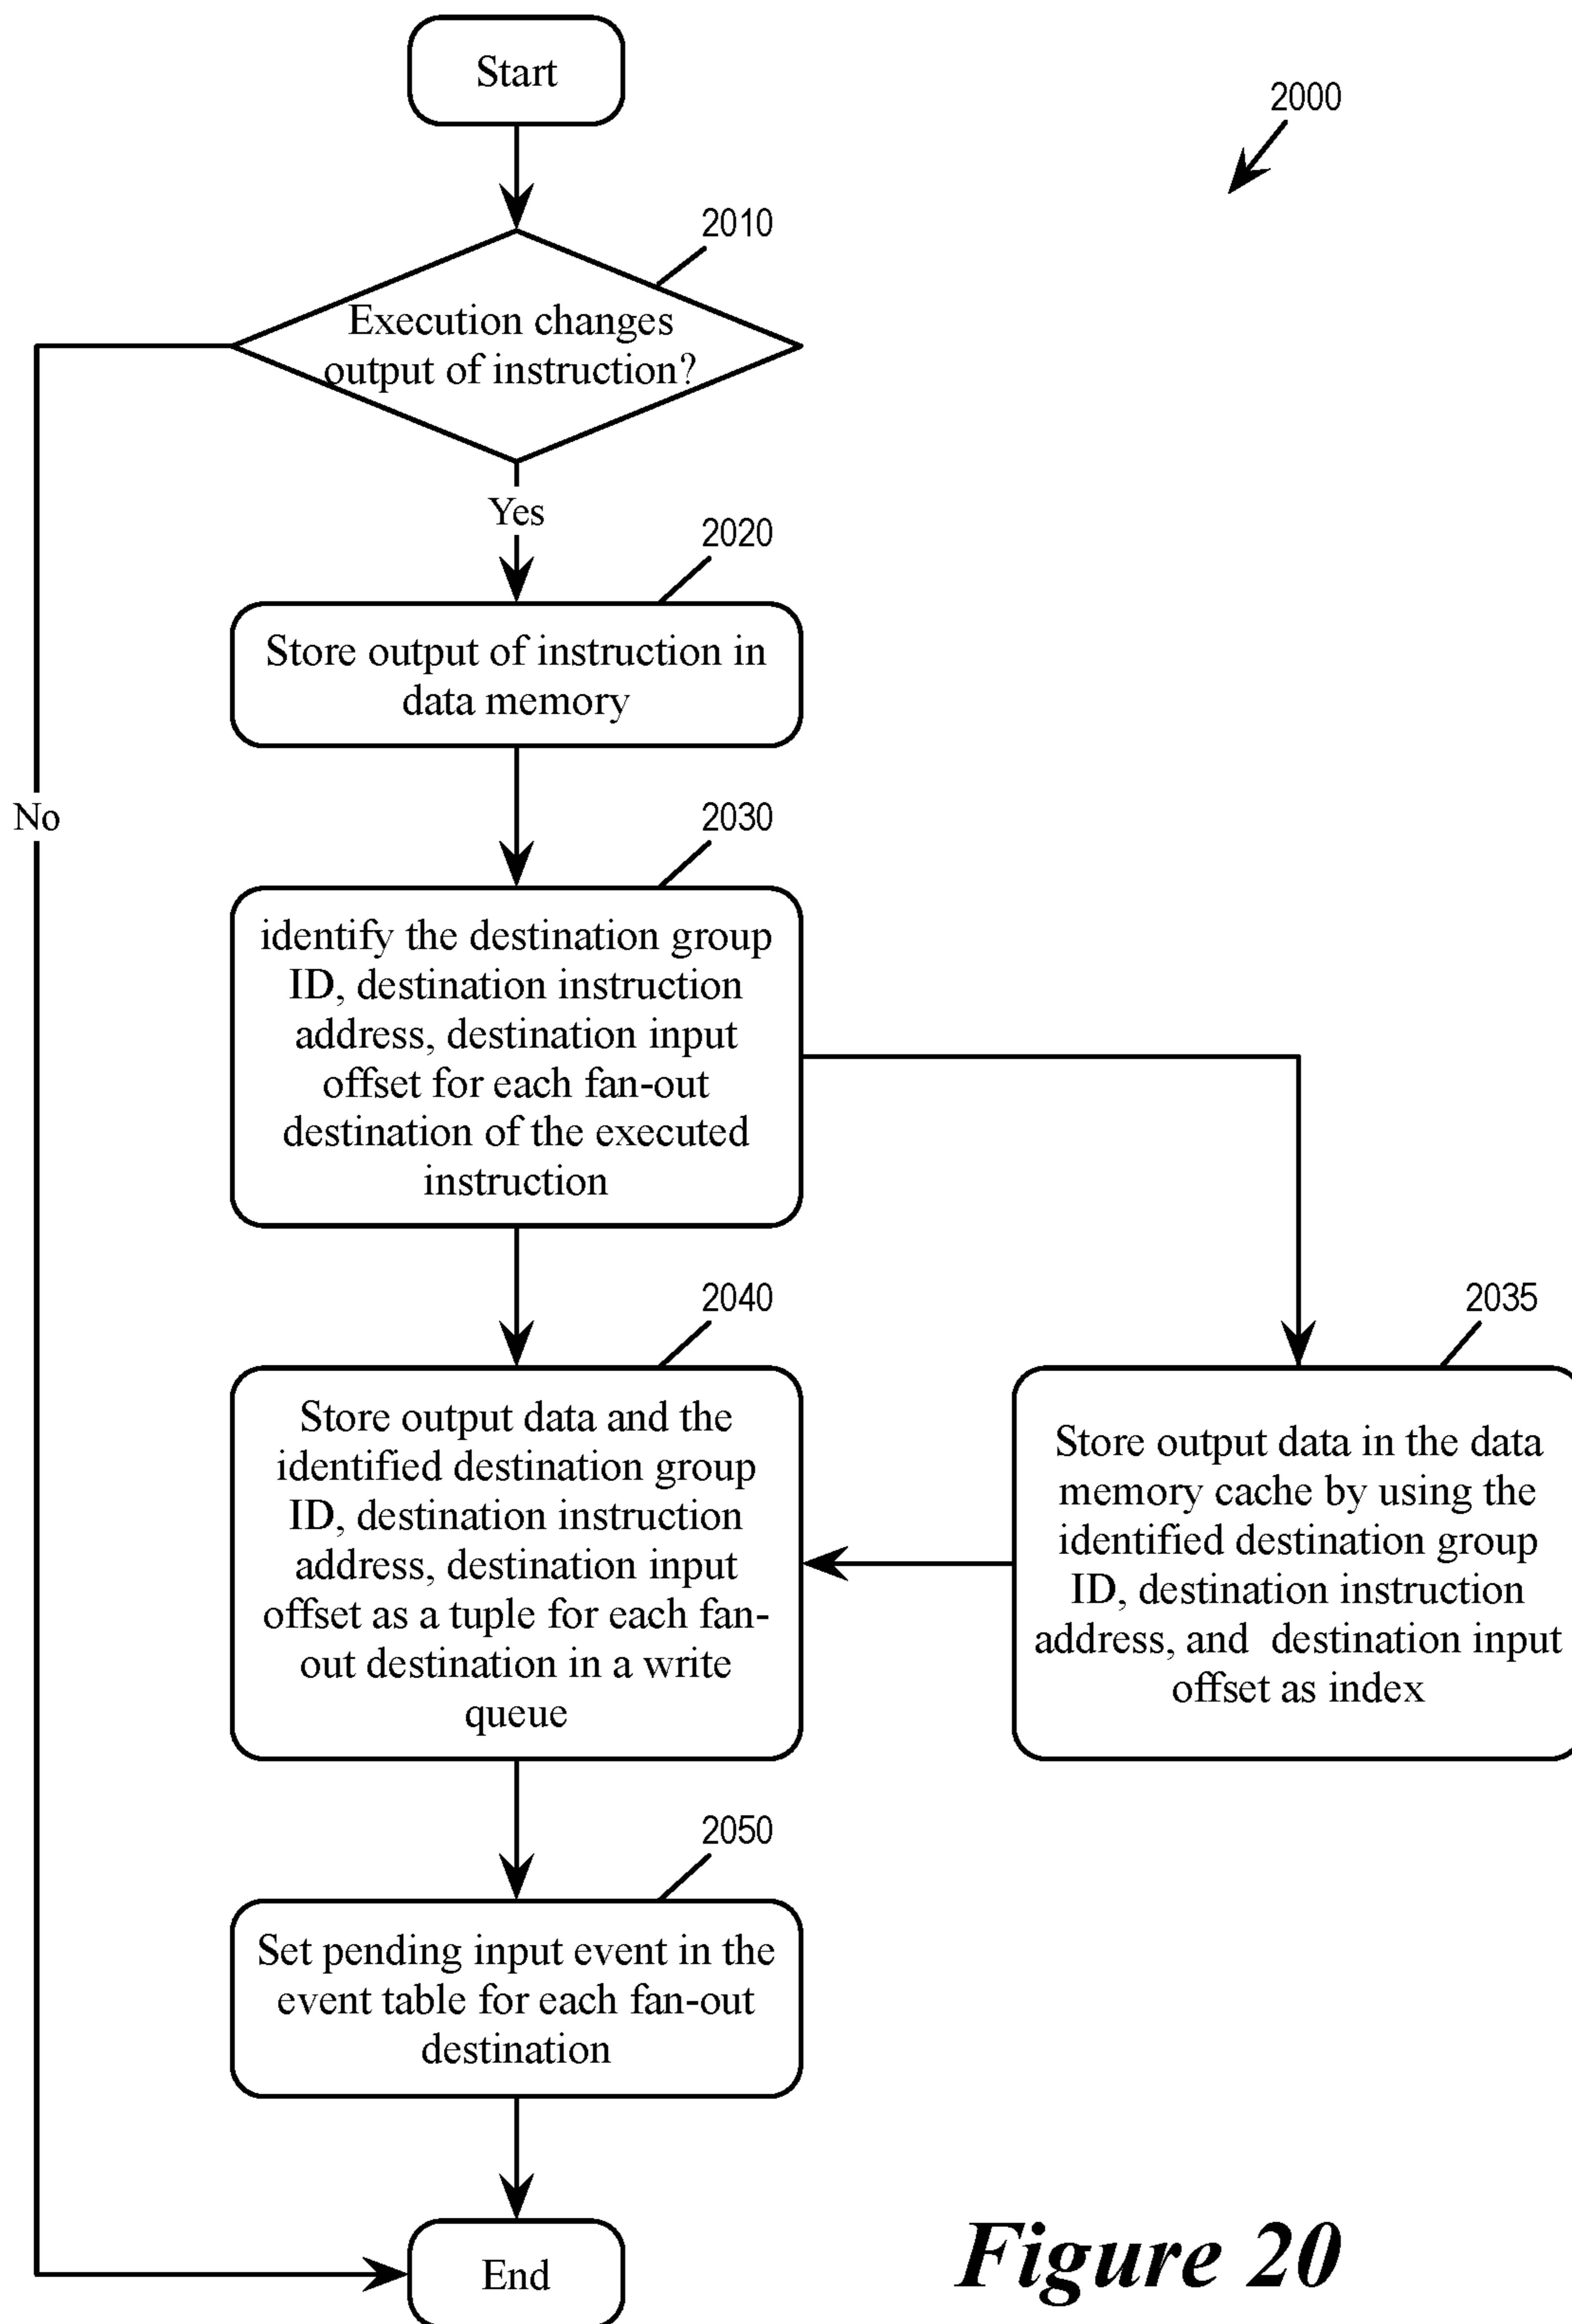 Start
2000
2010
Execution changes
output of instruction?
Yes
2020
Store output of instruction in
data memory
No
2030
identify the destination group
ID, destination instruction
address, destination input
offset for each fan-out
destination of the executed
instruction
2040
Store output data and the
identified destination group
ID, destination instruction
address, destination input
offset as a tuple for each fan-
out destination in a write
queue
2035
Store output data in the data
memory cache by using the
identified destination group
ID, destination instruction
address, and  destination input
offset as index
2050
Set pending input event in the
event table for each fan-out
destination
End
Figure 20